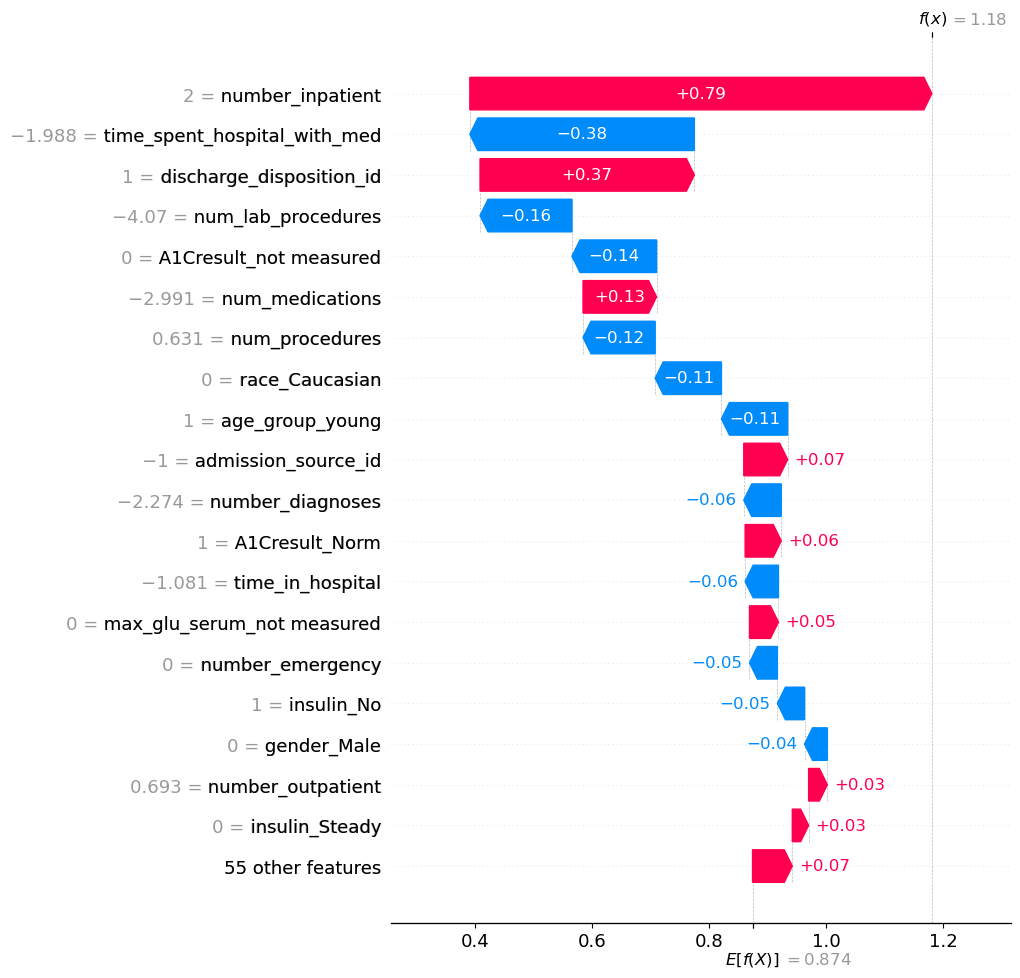 f(x) = 1.18
2 = number_inpatient +0.79
−1.988 = time_spent_hospital_with_med −0.38
1 = discharge_disposition_id +0.37
−4.07 = num_lab_procedures −0.16
0 = A1Cresult_not measured −0.14
−2.991 = num_medications +0.13
0.631 = num_procedures −0.12
0 = race_Caucasian −0.11
1 = age_group_young −0.11
−1 = admission_source_id +0.07
−2.274 = number_diagnoses −0.06
1 = A1Cresult_Norm +0.06
−1.081 = time_in_hospital −0.06
0 = max_glu_serum_not measured +0.05
0 = number_emergency −0.05
1 = insulin_No −0.05
0 = gender_Male −0.04
0.693 = number_outpatient +0.03
0 = insulin_Steady +0.03
55 other features +0.07
0.4 0.6 0.8 1.0 1.2
E[f(X)] = 0.874